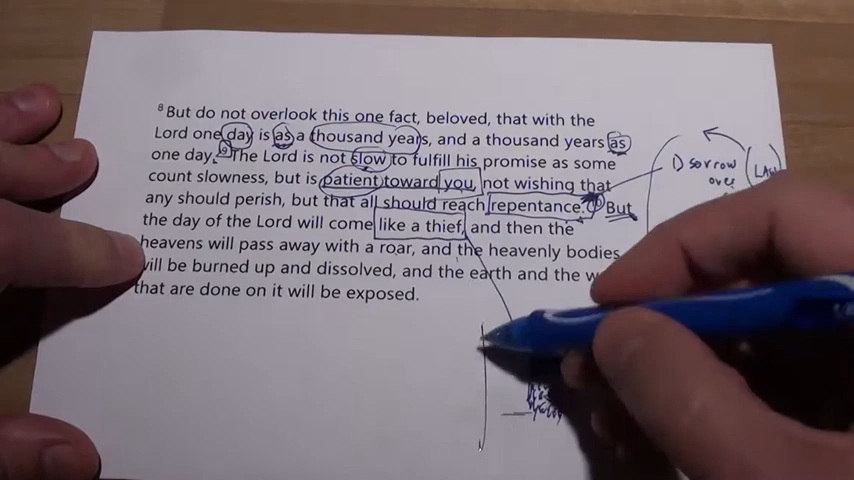 8 But do not overlook this one fact, beloved, that with the
Lord one day is as a thousand years, and a thousand years as
one day. 9 The Lord is not slow to fulfill his promise as some
count slowness, but is patient toward you, not wishing that
any should perish, but that all should reach repentance. But
the day of the Lord will come like a thief, and then the
heavens will pass away with a roar, and the heavenly bodies
will be burned up and dissolved, and the earth and the
that are done on it will be exposed.
1) sorrow
over
LAW